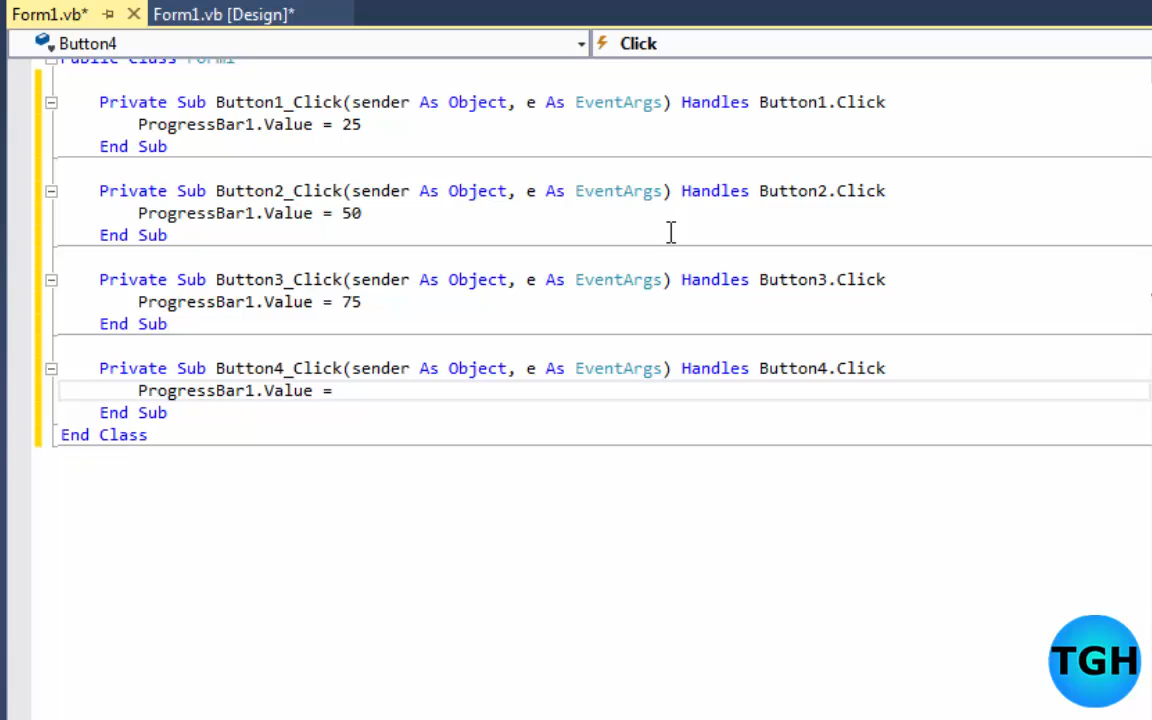 Form1.vb*
Form1.vb [Design]*
Button4
Click
Public Class Form1
Private Sub Button1_Click(sender As Object, e As EventArgs) Handles Button1.Click
ProgressBar1.Value = 25
End Sub
Private Sub Button2_Click(sender As Object, e As EventArgs) Handles Button2.Click
ProgressBar1.Value = 50
End Sub
Private Sub Button3_Click(sender As Object, e As EventArgs) Handles Button3.Click
ProgressBar1.Value = 75
End Sub
Private Sub Button4_Click(sender As Object, e As EventArgs) Handles Button4.Click
ProgressBar1.Value =
End Sub
End Class
TGH